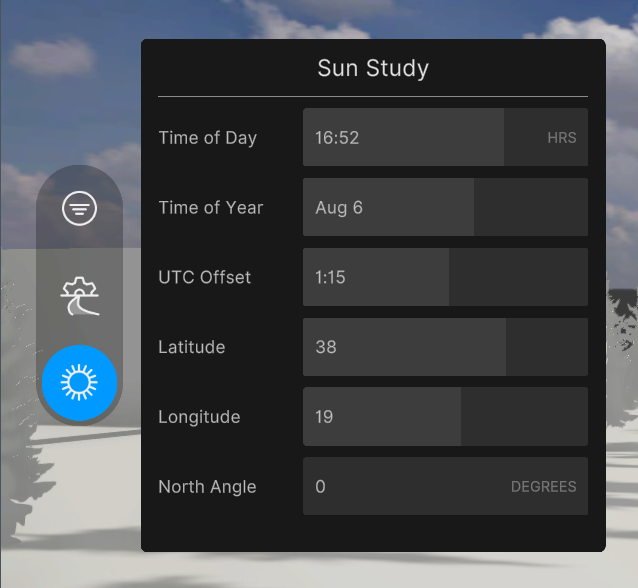 Sun Study
Time of Day 16:52 HRS
Time of Year Aug 6
UTC Offset 1:15
Latitude 38
Longitude 19
North Angle 0 DEGREES